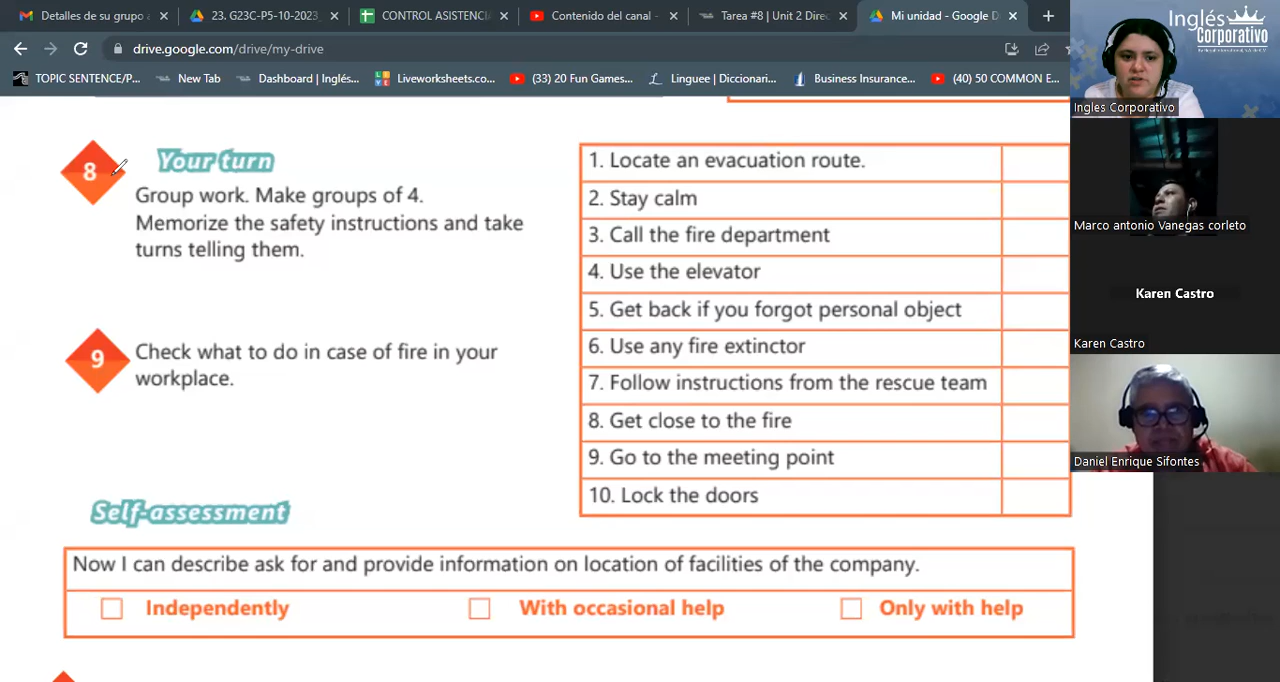 Detalles de su grupo
23. G23C-P5-10-2023_
CONTROL ASISTENCIA
Contenido del canal -
Tarea #8 | Unit 2 Direc
Mi unidad - Google D
drive.google.com/drive/my-drive
TOPIC SENTENCE/P...
New Tab
Dashboard | Inglés...
Liveworksheets.co...
(33) 20 Fun Games...
Linguee | Diccionari...
Business Insurance...
(40) 50 COMMON E...
Inglés
Corporativo
Ingles Corporativo
Marco antonio Vanegas corleto
Karen Castro
Karen Castro
Daniel Enrique Sifontes
8
Your turn
Group work. Make groups of 4.
Memorize the safety instructions and take
turns telling them.
9
Check what to do in case of fire in your
workplace.
1. Locate an evacuation route.
2. Stay calm
3. Call the fire department
4. Use the elevator
5. Get back if you forgot personal object
6. Use any fire extinctor
7. Follow instructions from the rescue team
8. Get close to the fire
9. Go to the meeting point
10. Lock the doors
Self-assessment
Now I can describe ask for and provide information on location of facilities of the company.
Independently
With occasional help
Only with help